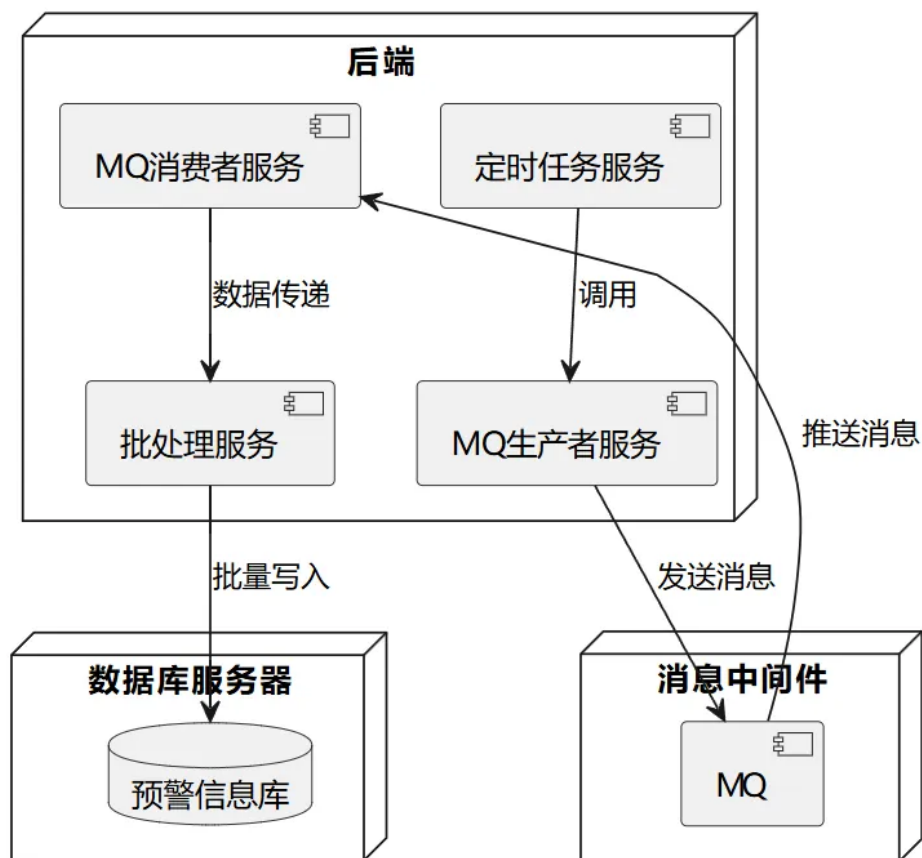 后端
MQ消费者服务
定时任务服务
数据传递
调用
批处理服务
MQ生产者服务
推送消息
批量写入
发送消息
数据库服务器
消息中间件
预警信息库
MQ